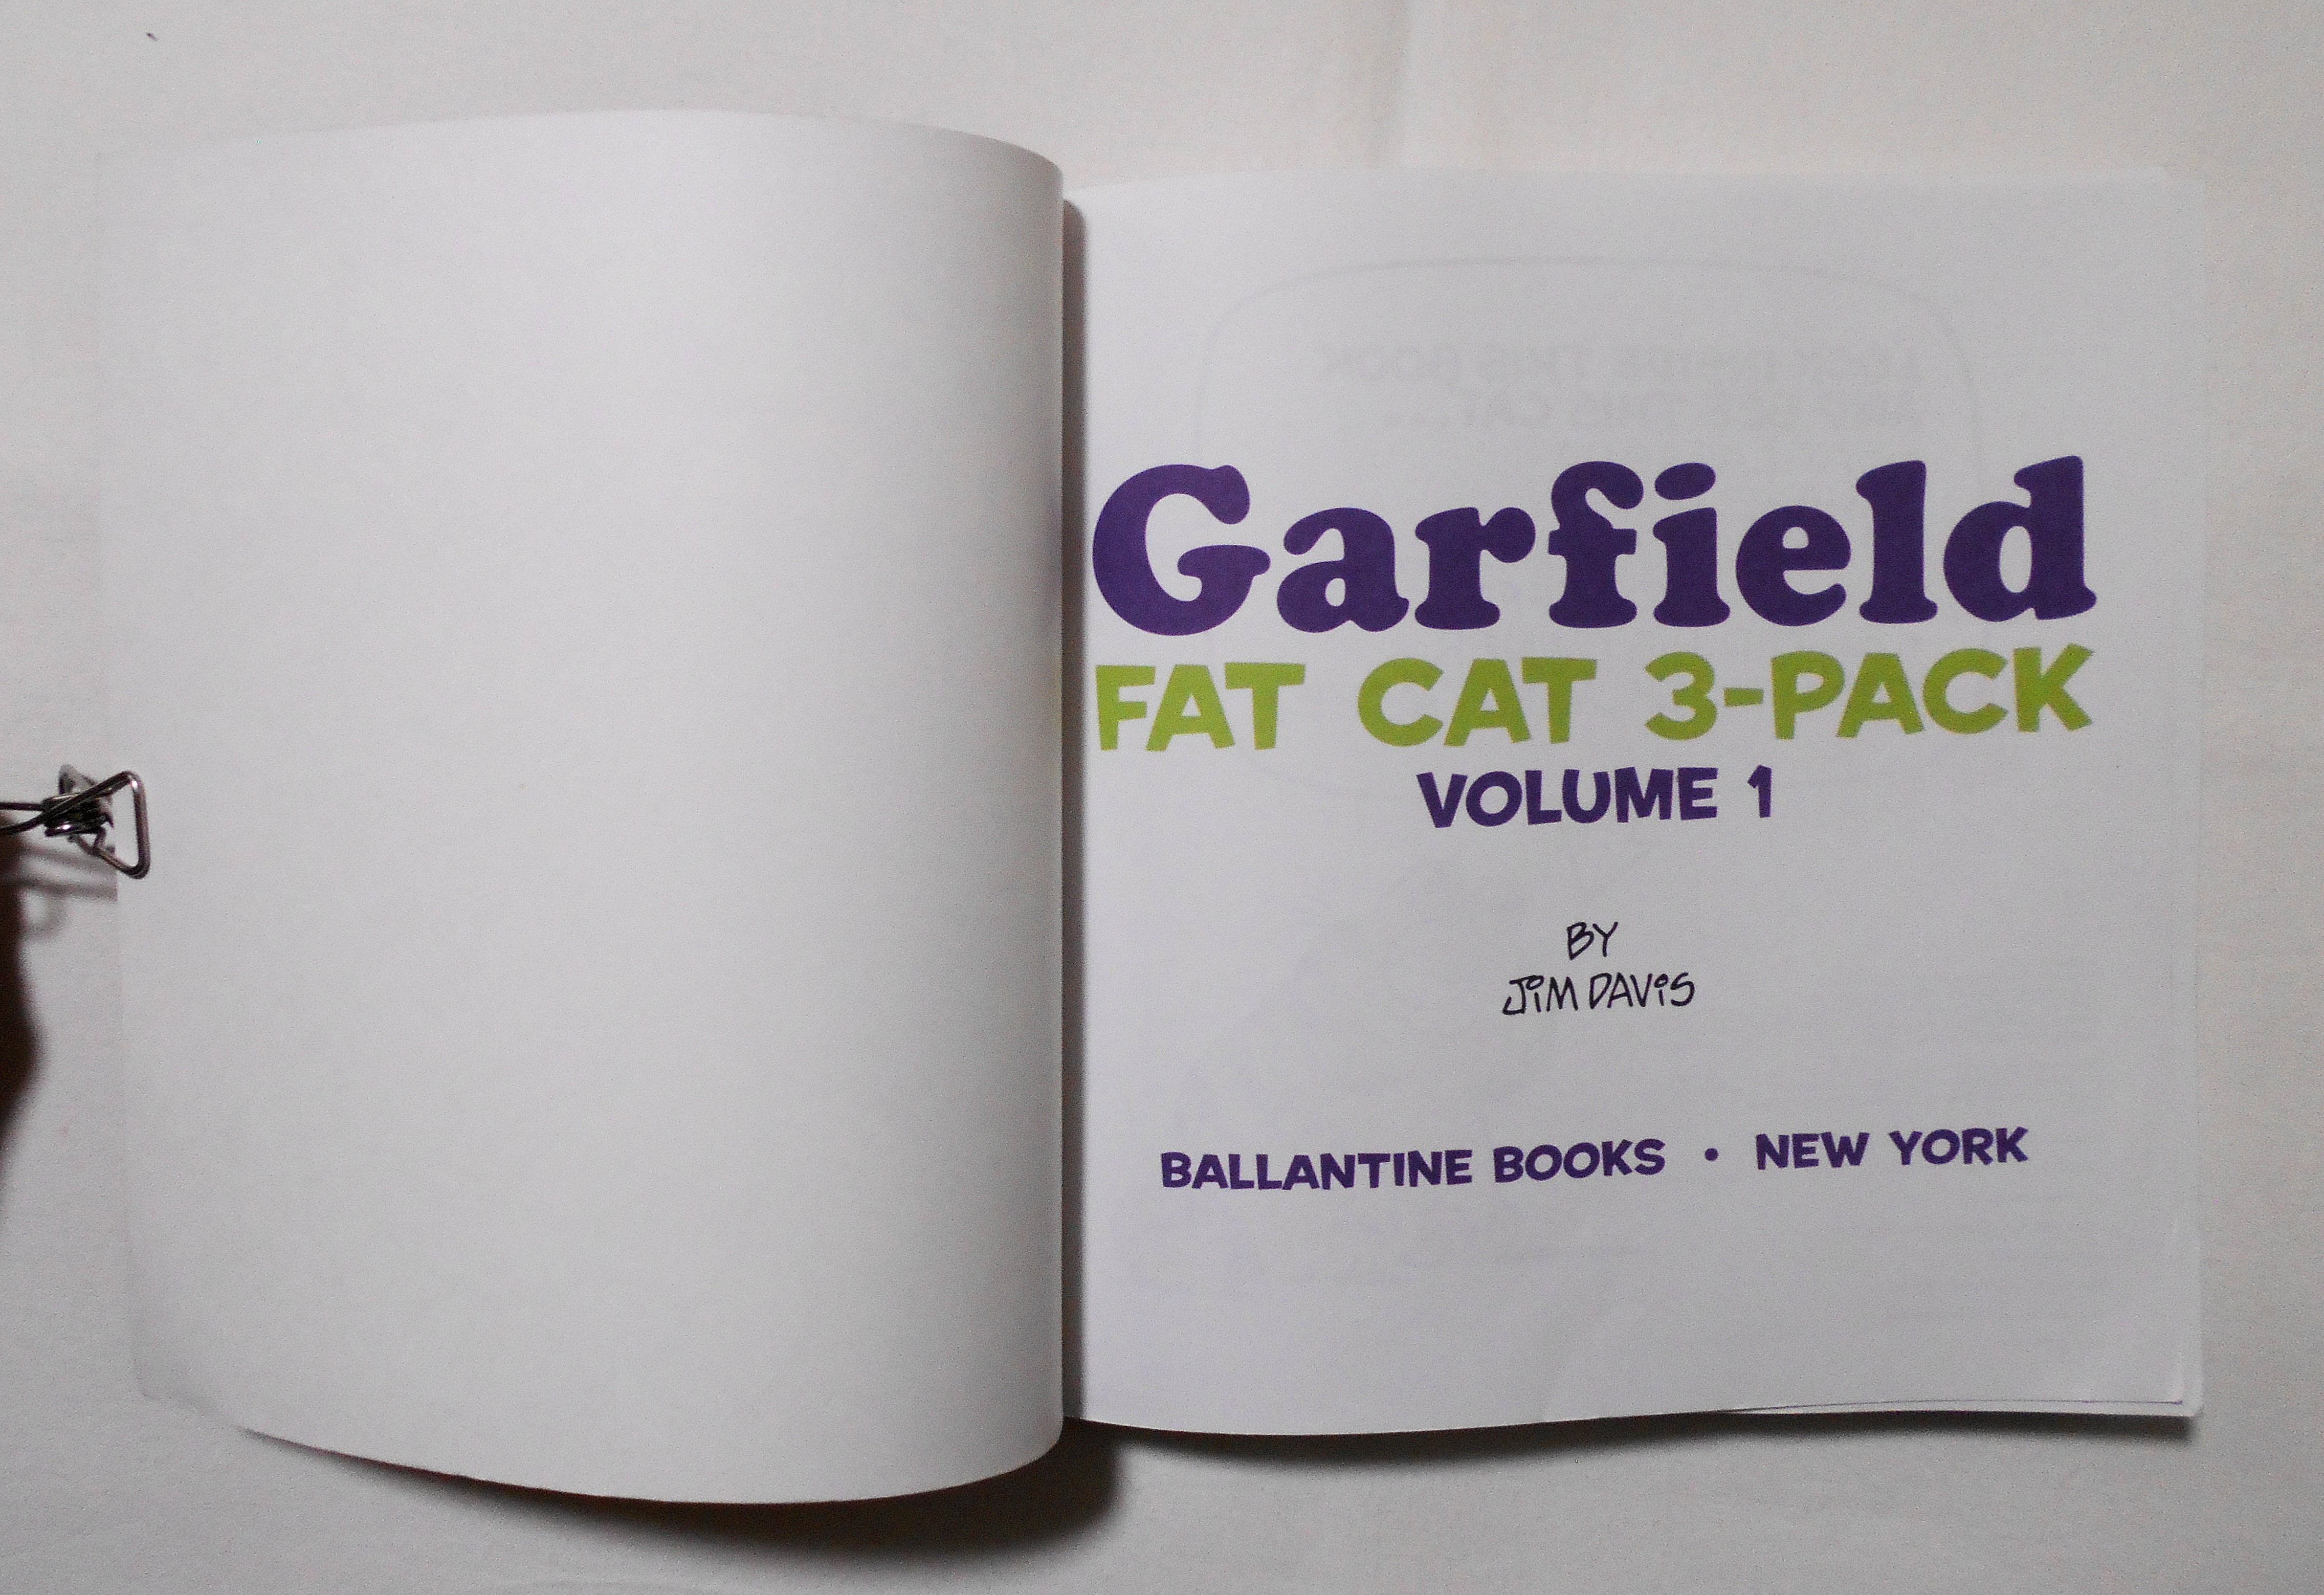 Garfield
FAT CAT 3-PACK
VOLUME 1
BY
JIM DAVIS
BALLANTINE BOOKS • NEW YORK